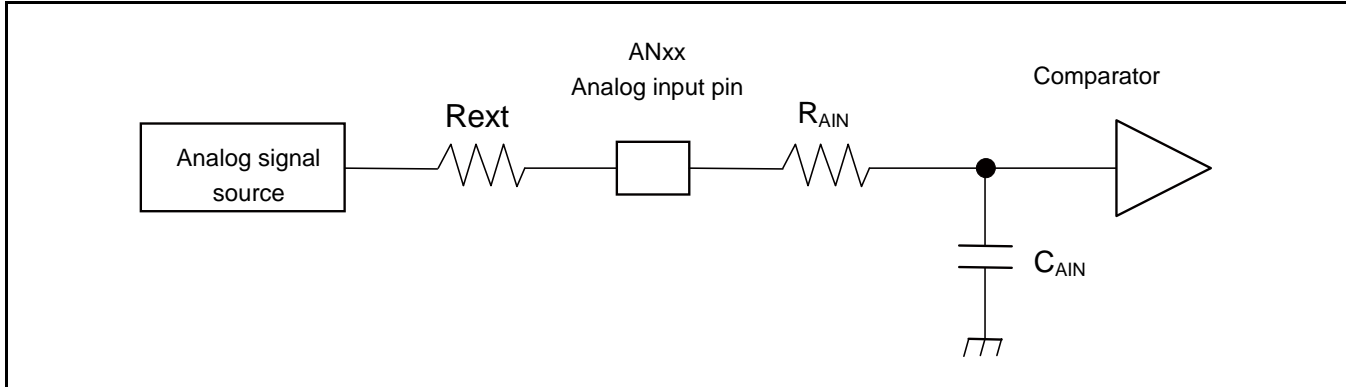 ANxx
Analog input pin
Comparator
Rext
RAIN
Analog signal
source
CAIN